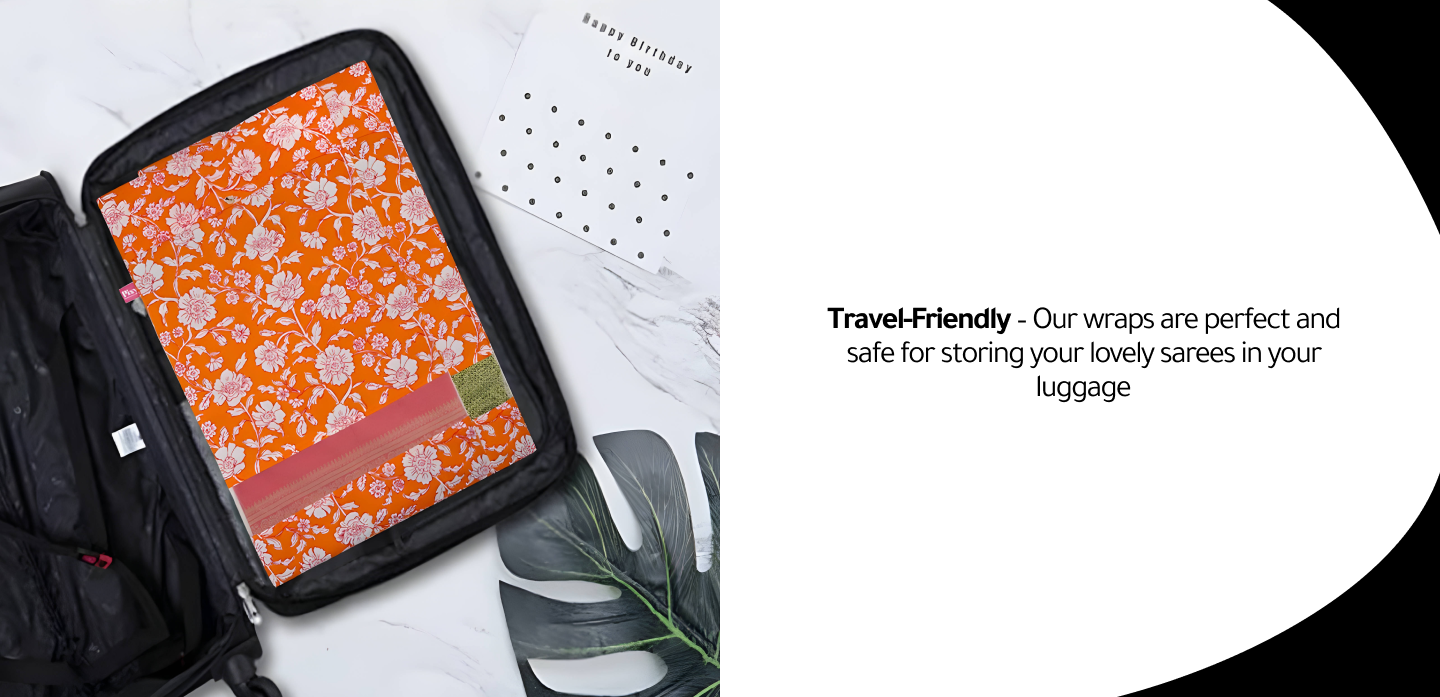 Happy Birthday
to you
Travel-Friendly - Our wraps are perfect and
safe for storing your lovely sarees in your
luggage